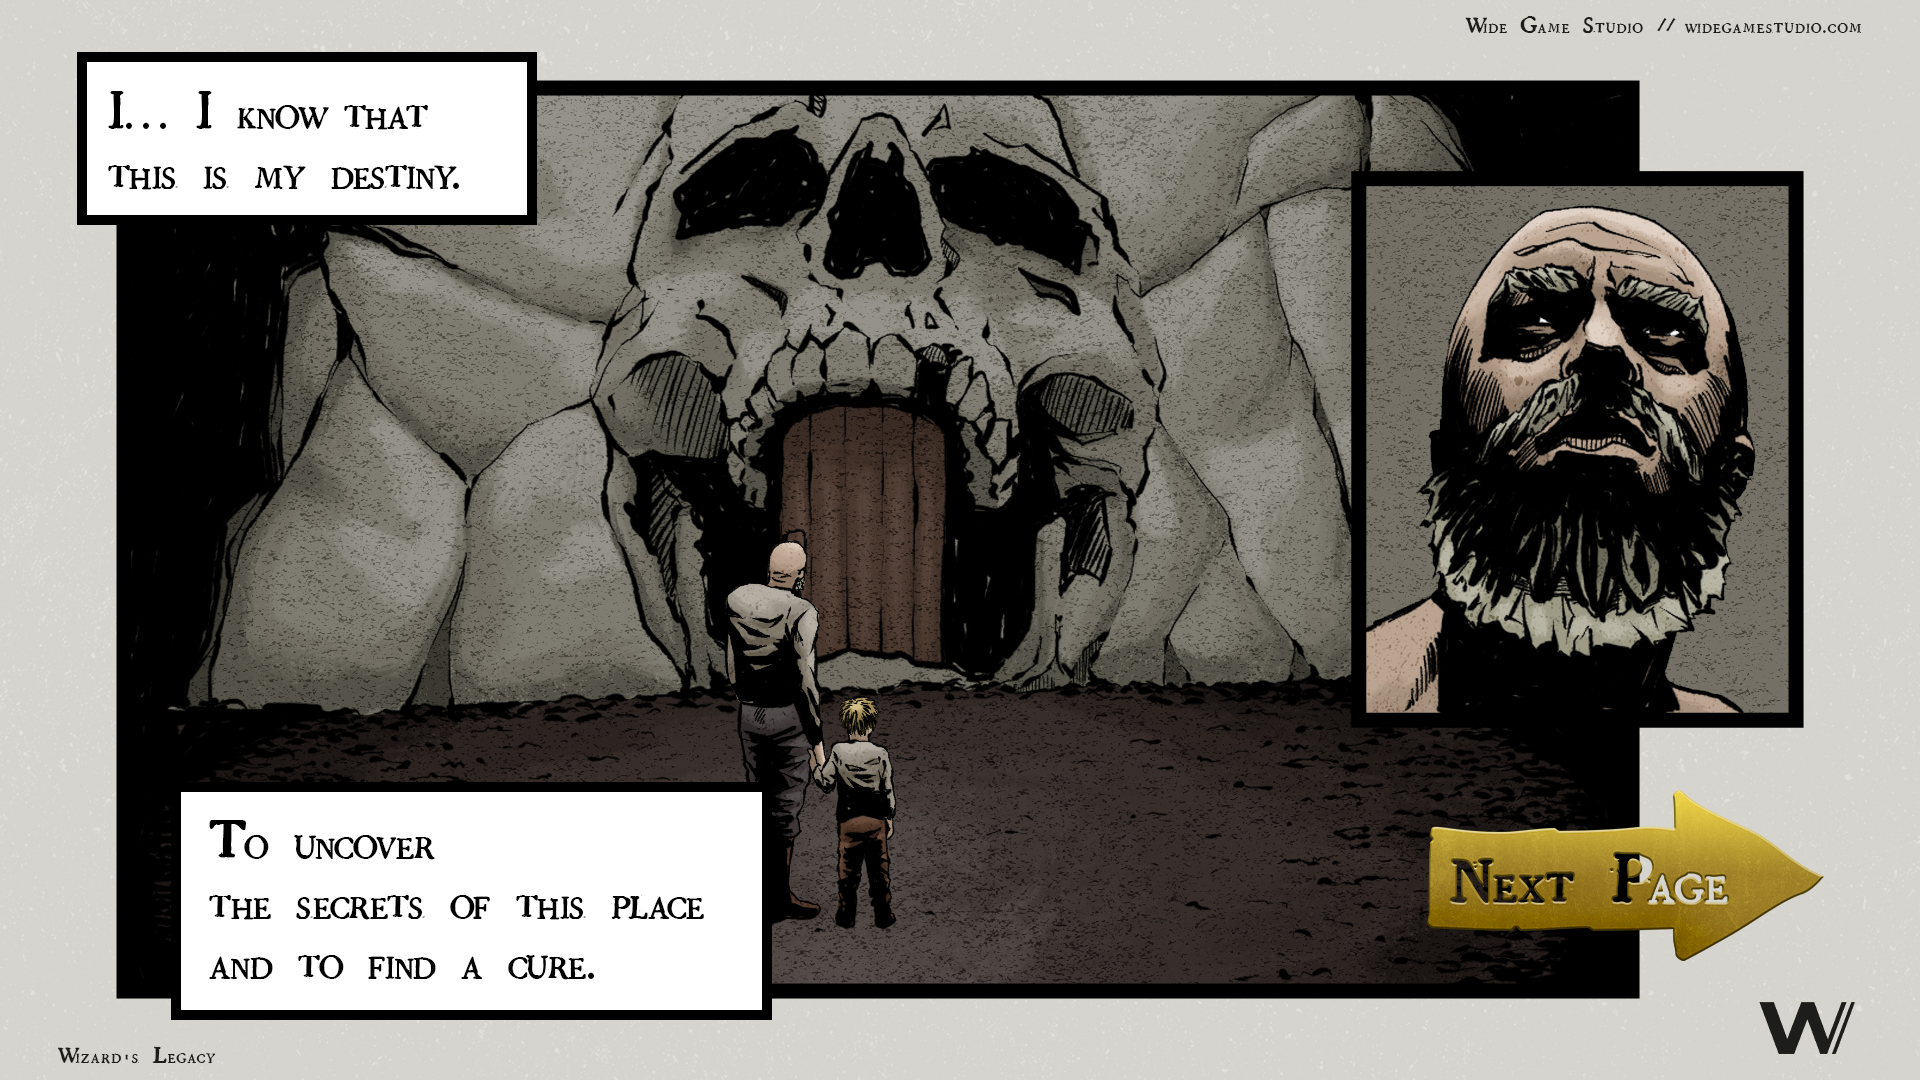 Wide Game Studio // widegamestudio.com
I... I know that
this is my destiny.
To uncover
the secrets of this place
and to find a cure.
Next Page
W//
Wizard's Legacy